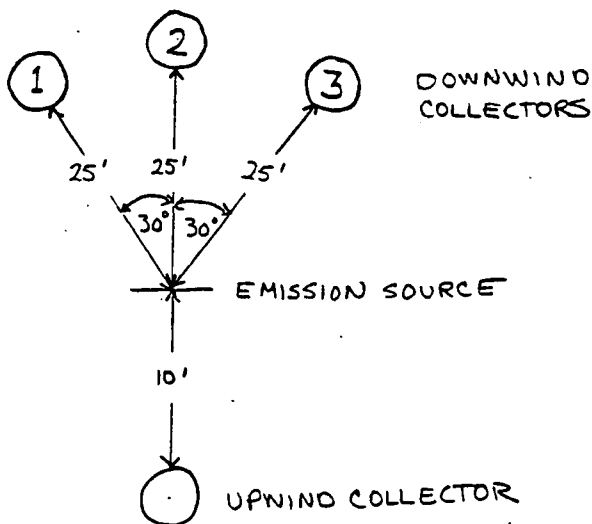 2
1
3
DOWNWIND
COLLECTORS
25' 25' 25'
30° 30°
EMISSION SOURCE
10'
UPWIND COLLECTOR